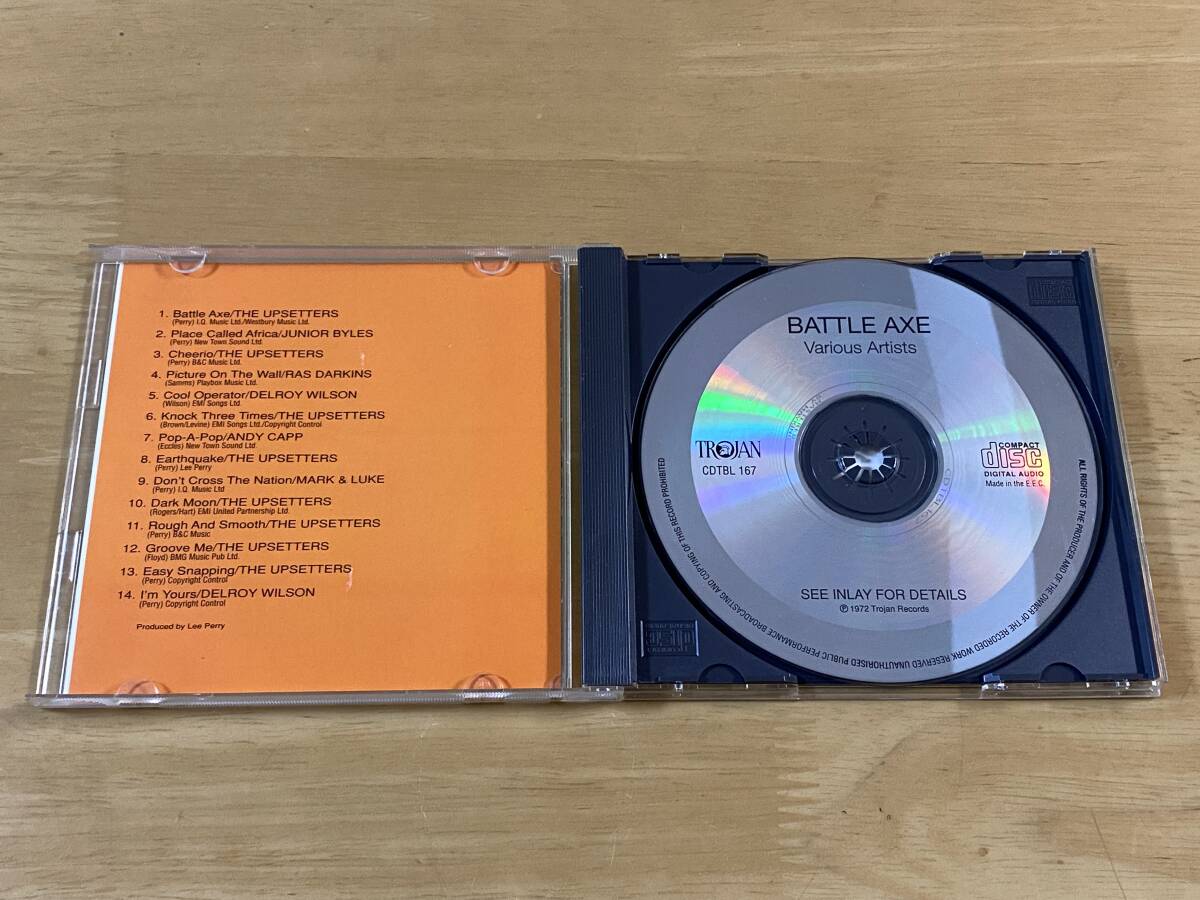 1. Battle Axe/THE UPSETTERS
(Perry) I.Q. Music Ltd./Westbury Music Ltd.
2. Place Called Africa/JUNIOR BYLES
(Perry) New Town Sound Ltd.
3. Cheerio/THE UPSETTERS
(Perry) B&C Music Ltd.
4. Picture On The Wall/RAS DARKINS
(Samms) Playbox Music Ltd.
5. Cool Operator/DELROY WILSON
(Wilson) EMI Songs Ltd.
6. Knock Three Times/THE UPSETTERS
(Brown/Levine) EMI Songs Ltd./Copyright Control
7. Pop-A-Pop/ANDY CAPP
(Eccles) New Town Sound Ltd.
8. Earthquake/THE UPSETTERS
(Perry) Lee Perry
9. Don't Cross The Nation/MARK & LUKE
(Perry) I.Q. Music Ltd
10. Dark Moon/THE UPSETTERS
(Rogers/Hart) EMI United Partnership Ltd.
11. Rough And Smooth/THE UPSETTERS
(Perry) B&C Music
12. Groove Me/THE UPSETTERS
(Floyd) BMG Music Pub Ltd.
13. Easy Snapping/THE UPSETTERS
(Perry) Copyright Control
14. I'm Yours/DELROY WILSON
(Perry) Copyright Control
Produced by Lee Perry
BATTLE AXE
Various Artists
TROJAN
CDTBL 167
COMPACT
disc
DIGITAL AUDIO
Made in the E.E.C.
SEE INLAY FOR DETAILS
℗ 1972 Trojan Records
ALL RIGHTS OF THE PRODUCER AND OF THE OWNER OF THE RECORDED WORK RESERVED UNAUTHORISED PUBLIC PERFORMANCE BROADCASTING AND COPYING OF THIS RECORD PROHIBITED